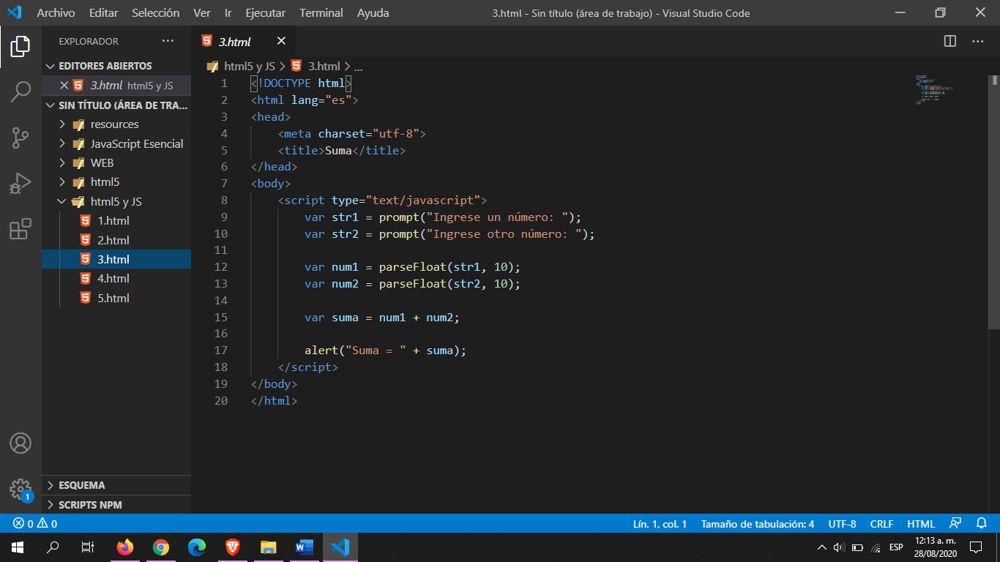 Archivo Editar Selección Ver Ir Ejecutar Terminal Ayuda 3.html - Sin título (área de trabajo) - Visual Studio Code
EXPLORADOR ···
EDITORES ABIERTOS
3.html html5 y JS
SIN TÍTULO (ÁREA DE TRA...
resources
JavaScript Esencial
WEB
html5
html5 y JS
1.html
2.html
3.html
4.html
5.html
ESQUEMA
SCRIPTS NPM
1
3.html
html5 y JS > 3.html > ...
1 <!DOCTYPE html>
2 <html lang="es">
3 <head>
4     <meta charset="utf-8">
5     <title>Suma</title>
6 </head>
7 <body>
8     <script type="text/javascript">
9         var str1 = prompt("Ingrese un número: ");
10         var str2 = prompt("Ingrese otro número: ");
11
12         var num1 = parseFloat(str1, 10);
13         var num2 = parseFloat(str2, 10);
14
15         var suma = num1 + num2;
16
17         alert("Suma = " + suma);
18     </script>
19 </body>
20 </html>
0 0 Lín. 1, col. 1 Tamaño de tabulación: 4 UTF-8 CRLF HTML
ESP 12:13 a. m.
28/08/2020